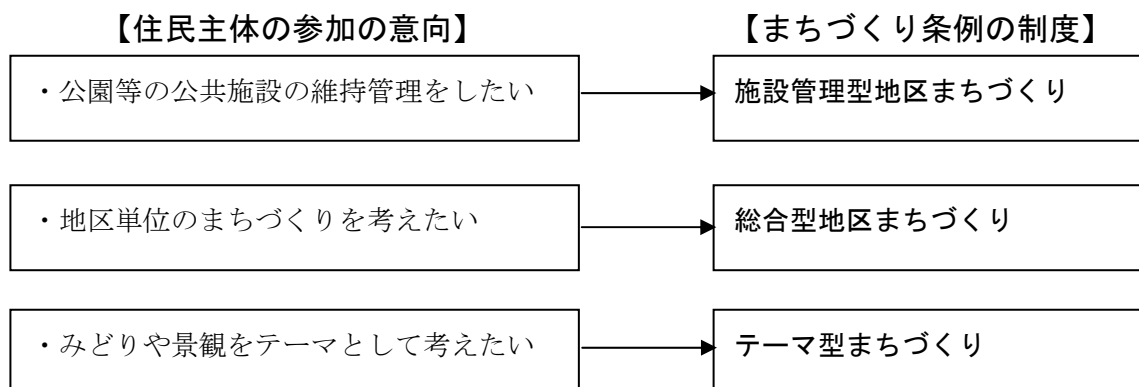 【住民主体の参加の意向】
【まちづくり条例の制度】
・公園等の公共施設の維持管理をしたい
施設管理型地区まちづくり
・地区単位のまちづくりを考えたい
総合型地区まちづくり
・みどりや景観をテーマとして考えたい
テーマ型まちづくり